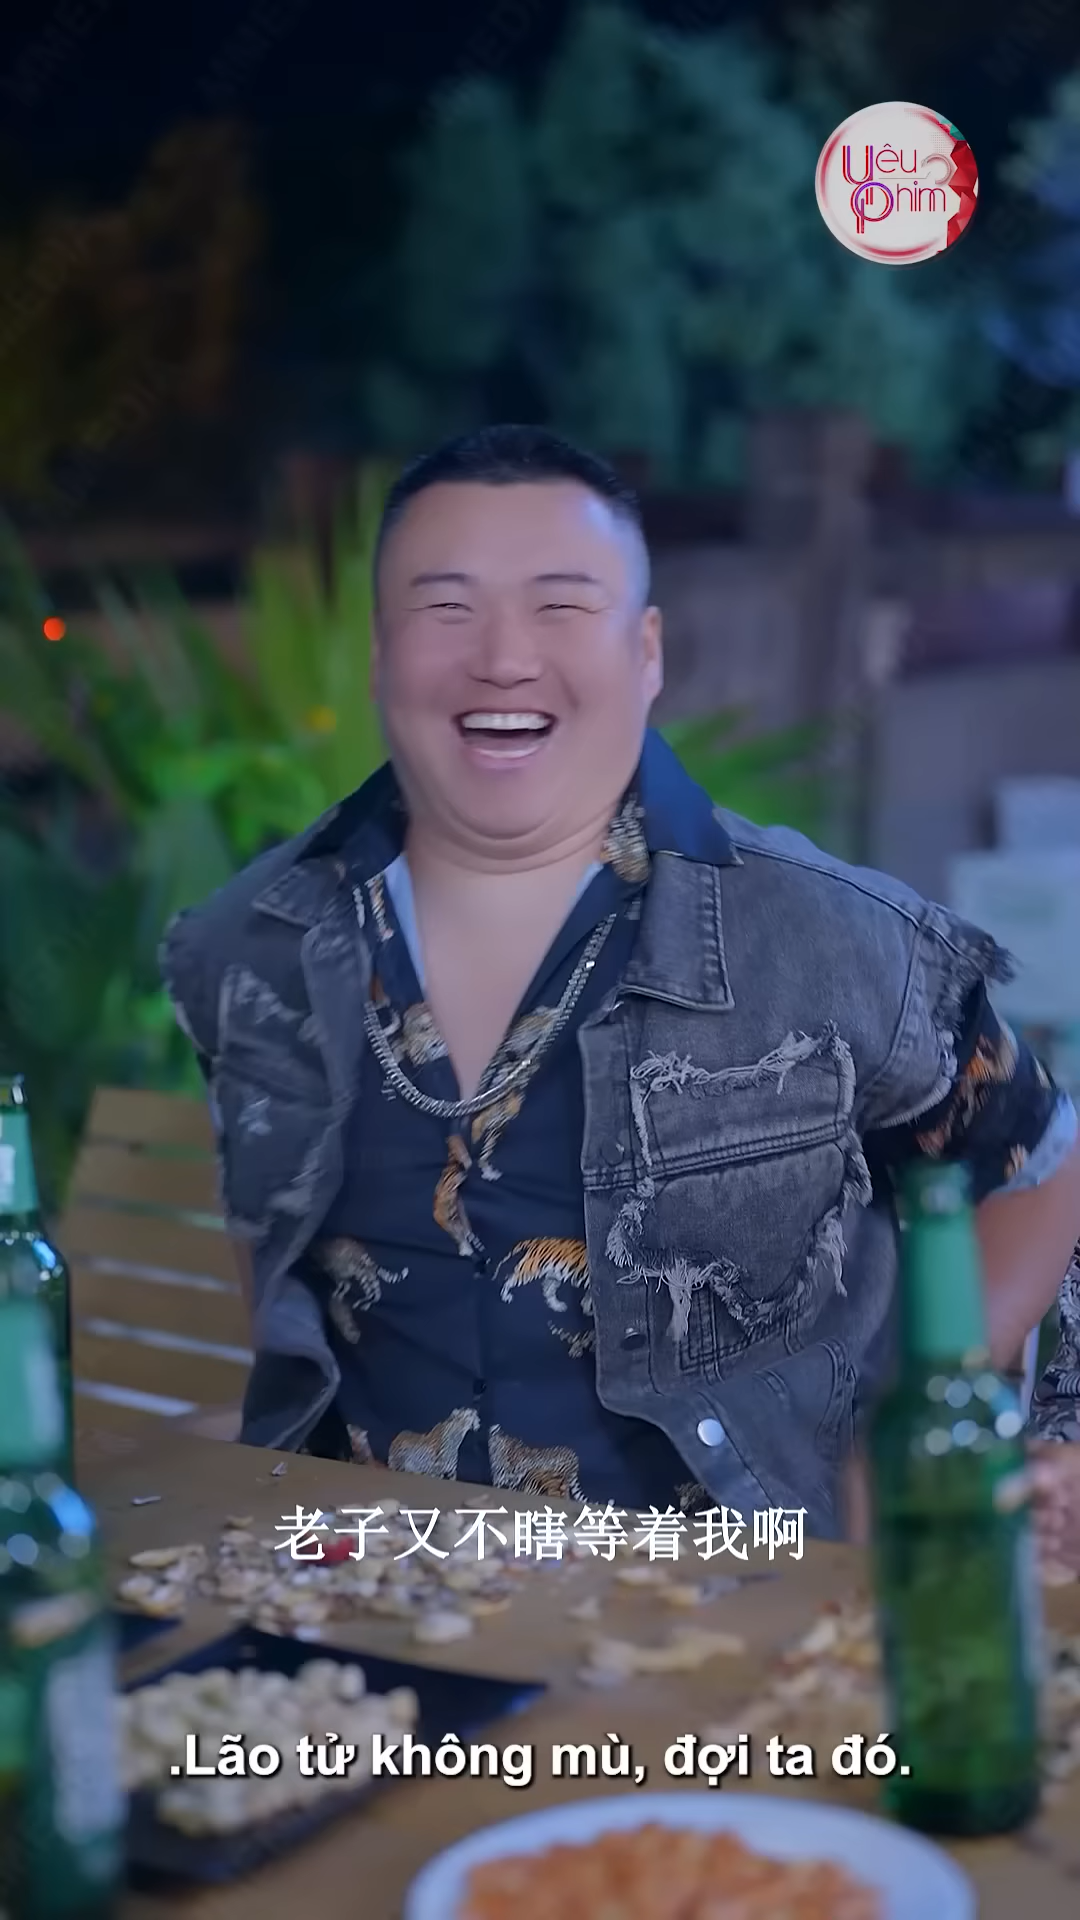 Yêu
Phim
老子又不瞎等着我啊
.Lão tử không mù, đợi ta đó.